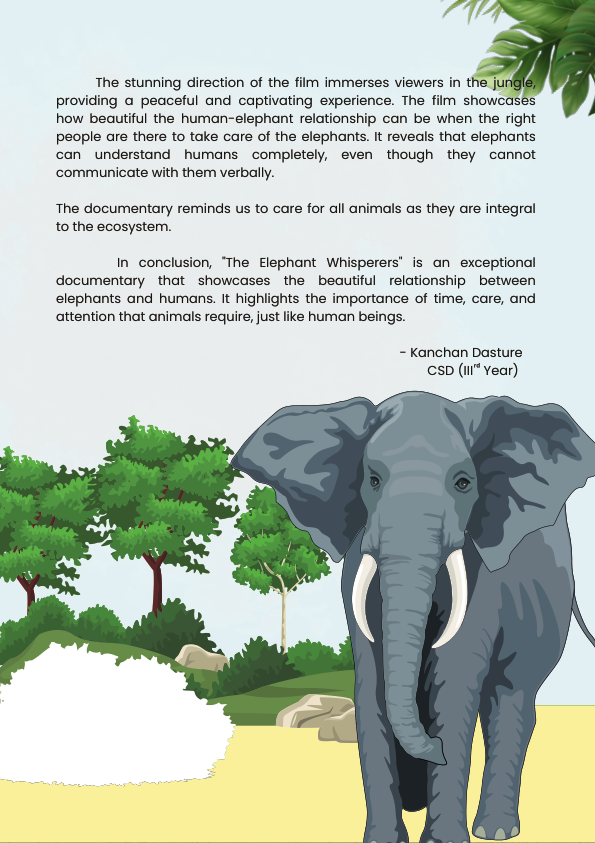 The stunning direction of the film immerses viewers in the jungle,
providing a peaceful and captivating experience. The film showcases
how beautiful the human-elephant relationship can be when the right
people are there to take care of the elephants. It reveals that elephants
can understand humans completely, even though they cannot
communicate with them verbally.
The documentary reminds us to care for all animals as they are integral
to the ecosystem.
In conclusion, "The Elephant Whisperers" is an exceptional
documentary that showcases the beautiful relationship between
elephants and humans. It highlights the importance of time, care, and
attention that animals require, just like human beings.
- Kanchan Dasture
CSD (IIIrd Year)